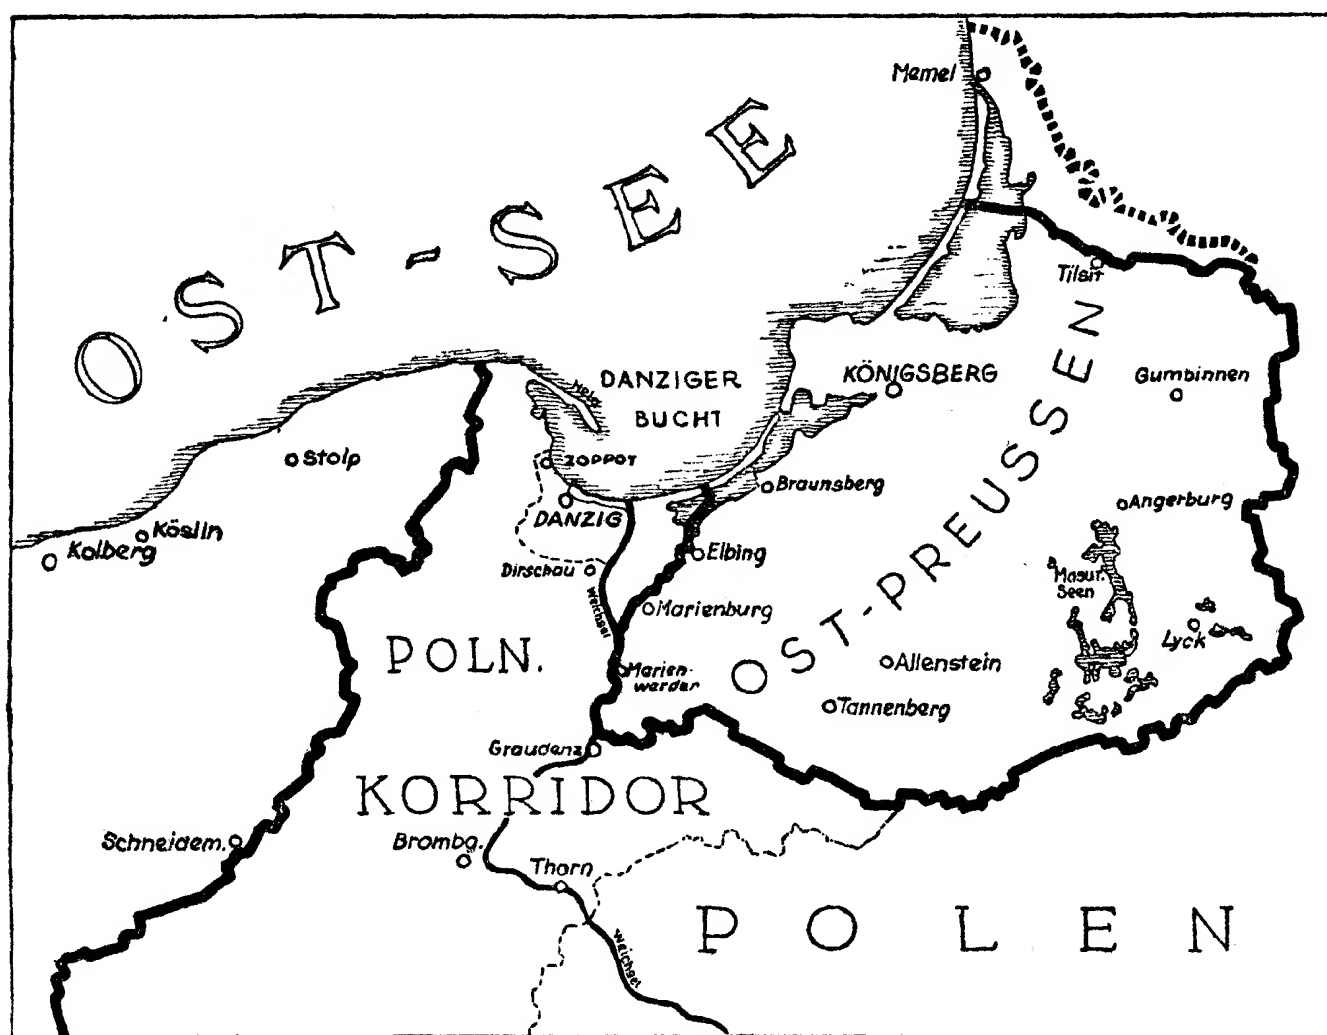 Memel
OST-SEE
Tilsit
DANZIGER
BUCHT
Hela
KÖNIGSBERG
Gumbinnen
Stolp
ZOPPOT
Braunsberg
Angerburg
DANZIG
Köslin
Kolberg
Elbing
Dirschau
Masur.
Seen
Weichsel
Marienburg
OST-PREUSSEN
Lyck
POLN.
Marien-
werder
Allenstein
Tannenberg
Graudenz
KORRIDOR
Schneidem.
Brombg.
Thorn
POLEN
Weichsel